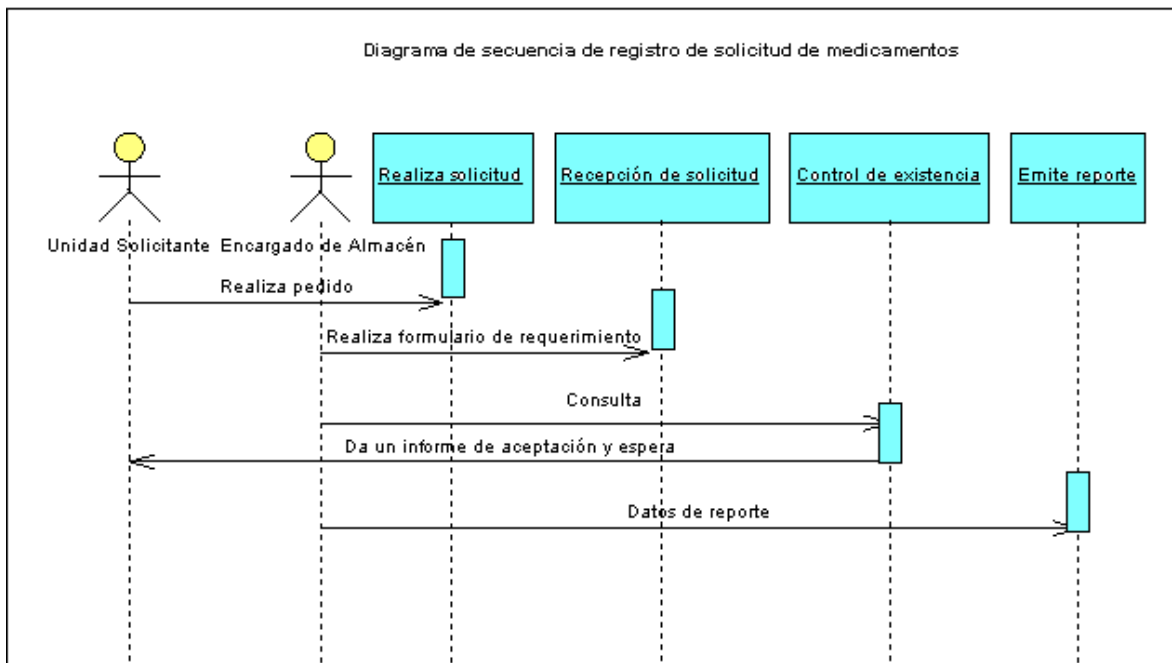 Diagrama de secuencia de registro de solicitud de medicamentos
Realiza solicitud
Recepción de solicitud
Control de existencia
Emite reporte
Unidad Solicitante
Encargado de Almacén
Realiza pedido
Realiza formulario de requerimiento
Consulta
Da un informe de aceptación y espera
Datos de reporte